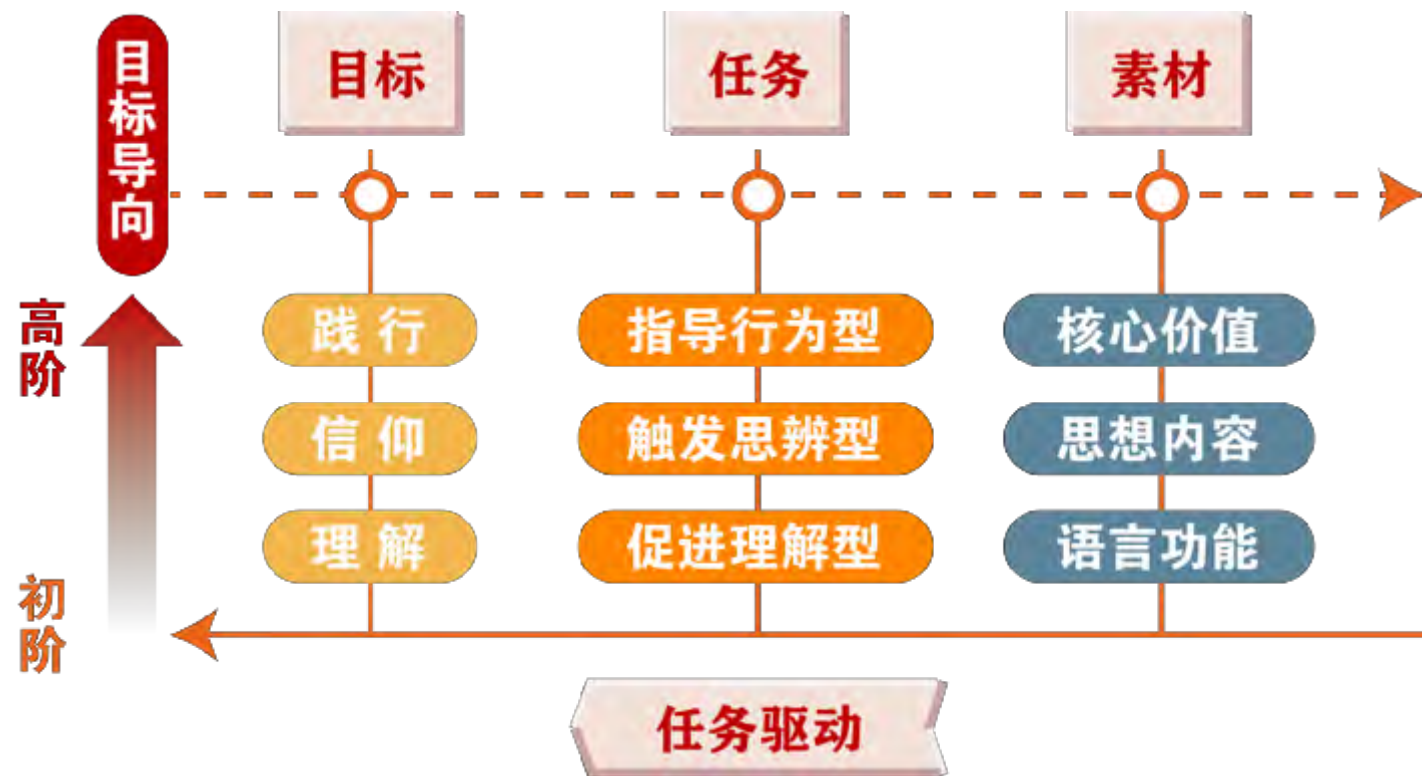 目标导向
目标
任务
素材
高阶
践行
指导行为型
核心价值
信仰
触发思辨型
思想内容
理解
促进理解型
语言功能
初阶
任务驱动